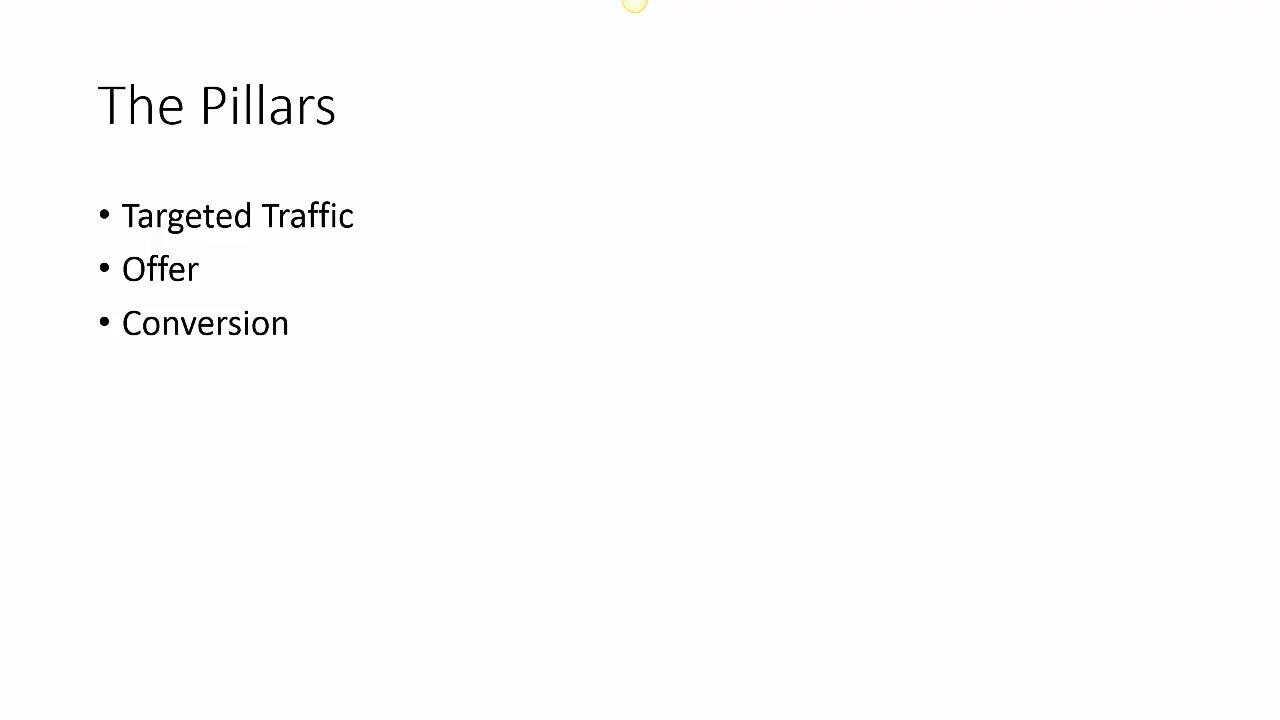 The Pillars
• Targeted Traffic
• Offer
• Conversion